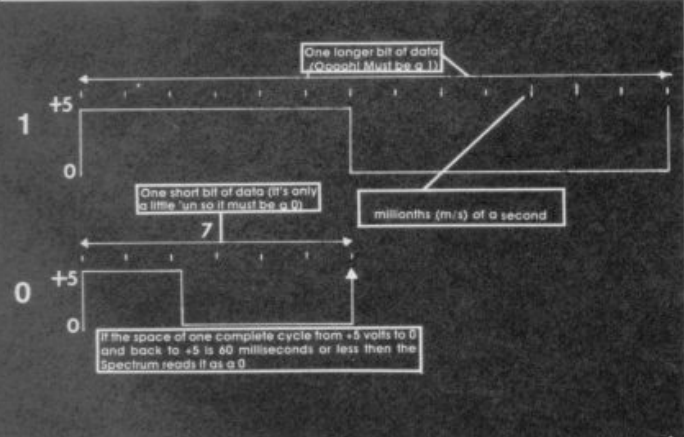 One longer bit of data
(Ooooh! Must be a 1)
+5
1
0
One short bit of data (It's only
a little 'un so it must be a 0)
millionths (m/s) of a second
7
+5
0
0
If the space of one complete cycle from +5 volts to 0
and back to +5 is 60 milliseconds or less then the
Spectrum reads it as a 0